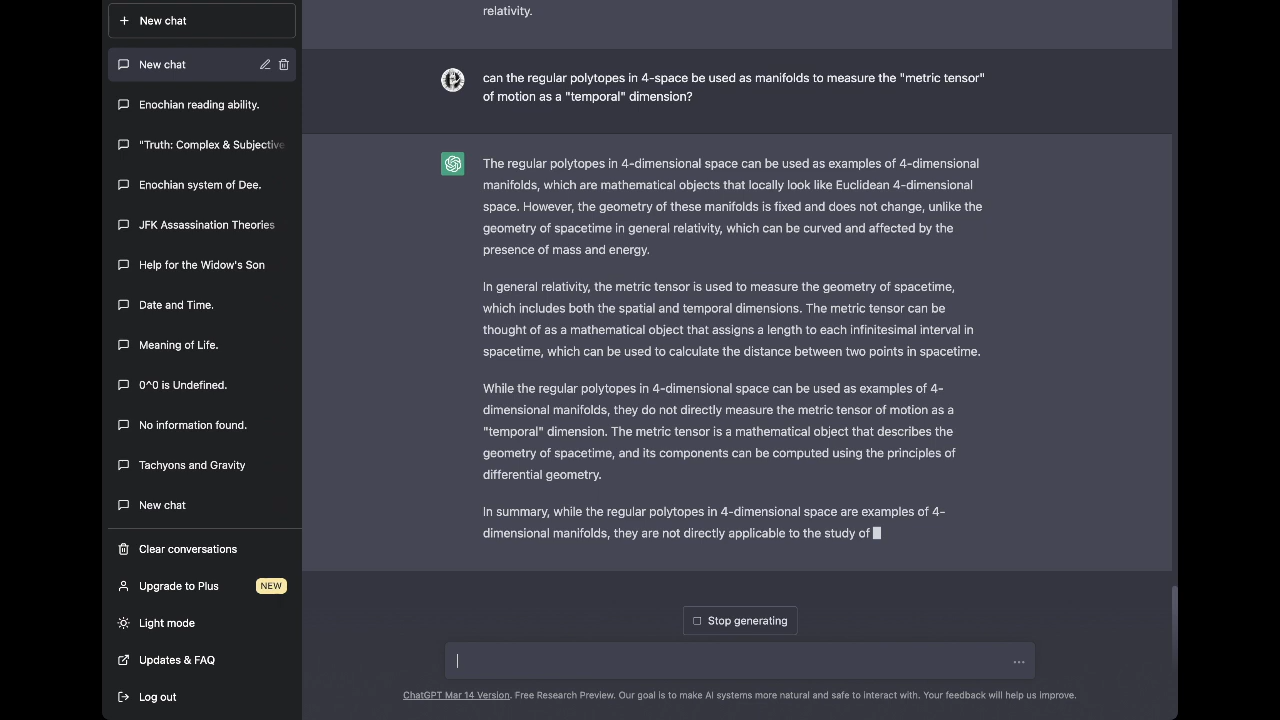 New chat
New chat
Enochian reading ability.
"Truth: Complex & Subjective
Enochian system of Dee.
JFK Assassination Theories
Help for the Widow's Son
Date and Time.
Meaning of Life.
0^0 is Undefined.
No information found.
Tachyons and Gravity
New chat
Clear conversations
Upgrade to Plus NEW
Light mode
Updates & FAQ
Log out
relativity.
can the regular polytopes in 4-space be used as manifolds to measure the "metric tensor"
of motion as a "temporal" dimension?
The regular polytopes in 4-dimensional space can be used as examples of 4-dimensional
manifolds, which are mathematical objects that locally look like Euclidean 4-dimensional
space. However, the geometry of these manifolds is fixed and does not change, unlike the
geometry of spacetime in general relativity, which can be curved and affected by the
presence of mass and energy.
In general relativity, the metric tensor is used to measure the geometry of spacetime,
which includes both the spatial and temporal dimensions. The metric tensor can be
thought of as a mathematical object that assigns a length to each infinitesimal interval in
spacetime, which can be used to calculate the distance between two points in spacetime.
While the regular polytopes in 4-dimensional space can be used as examples of 4-
dimensional manifolds, they do not directly measure the metric tensor of motion as a
"temporal" dimension. The metric tensor is a mathematical object that describes the
geometry of spacetime, and its components can be computed using the principles of
differential geometry.
In summary, while the regular polytopes in 4-dimensional space are examples of 4-
dimensional manifolds, they are not directly applicable to the study of
Stop generating
ChatGPT Mar 14 Version. Free Research Preview. Our goal is to make AI systems more natural and safe to interact with. Your feedback will help us improve.